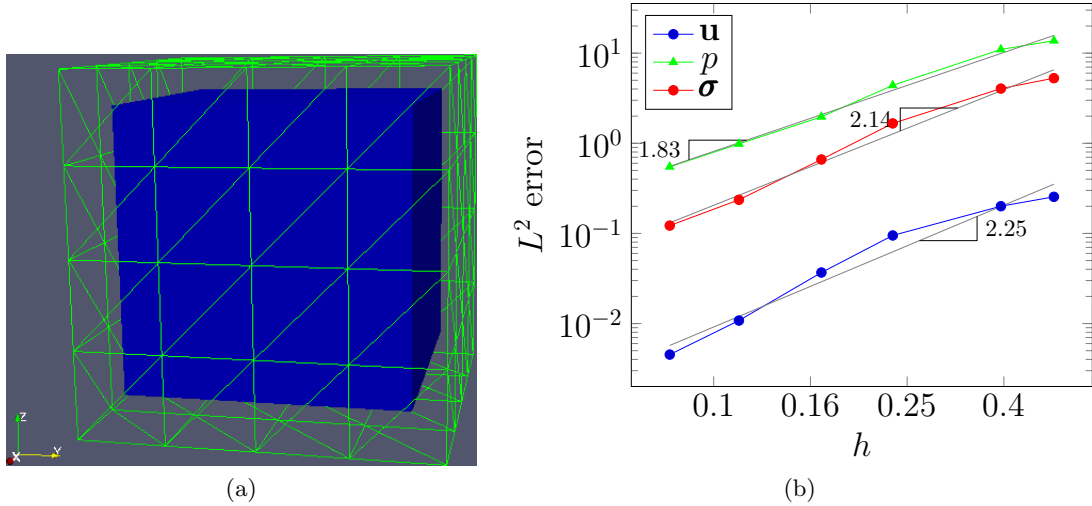 Z
Y
X
(a)
u
p
σ
10^1
10^0
10^{-1}
10^{-2}
L^2 error
1.83
2.14
2.25
0.1
0.16
0.25
0.4
h
(b)